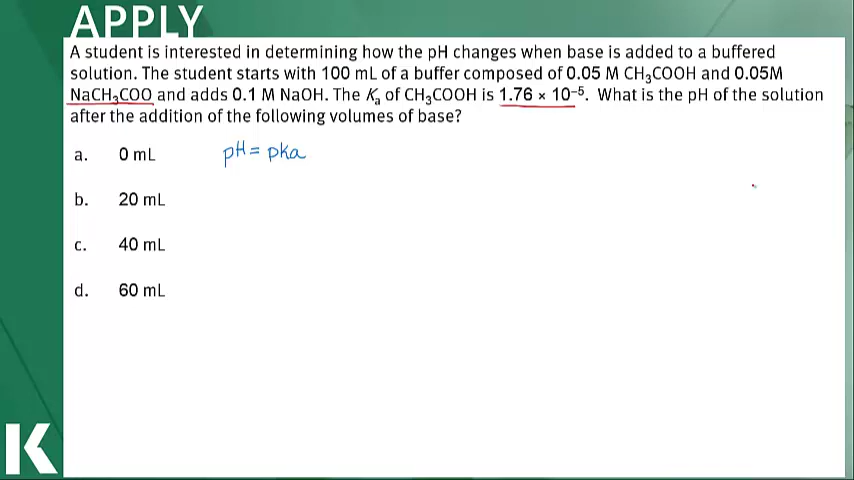 APPLY
A student is interested in determining how the pH changes when base is added to a buffered
solution. The student starts with 100 mL of a buffer composed of 0.05 M CH₃COOH and 0.05M
NaCH₃COO and adds 0.1 M NaOH. The Kₐ of CH₃COOH is 1.76 × 10⁻⁵. What is the pH of the solution
after the addition of the following volumes of base?
a. 0 mL pH = pka
b. 20 mL
c. 40 mL
d. 60 mL
K